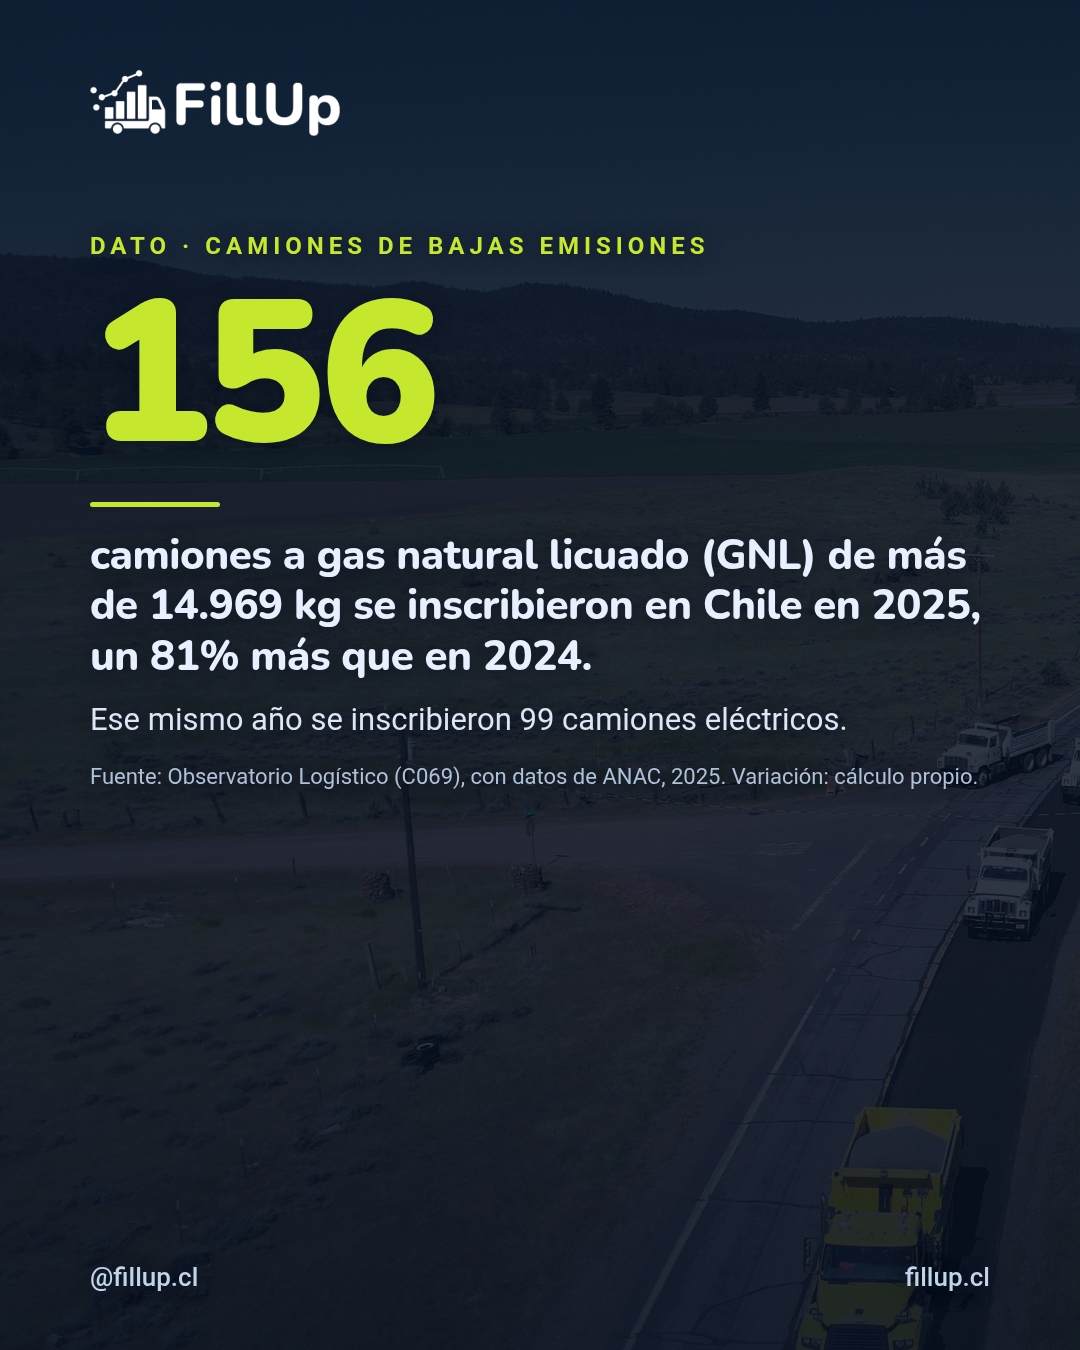 FillUp
DATO · CAMIONES DE BAJAS EMISIONES
156
camiones a gas natural licuado (GNL) de más
de 14.969 kg se inscribieron en Chile en 2025,
un 81% más que en 2024.
Ese mismo año se inscribieron 99 camiones eléctricos.
Fuente: Observatorio Logístico (C069), con datos de ANAC, 2025. Variación: cálculo propio.
@fillup.cl
fillup.cl